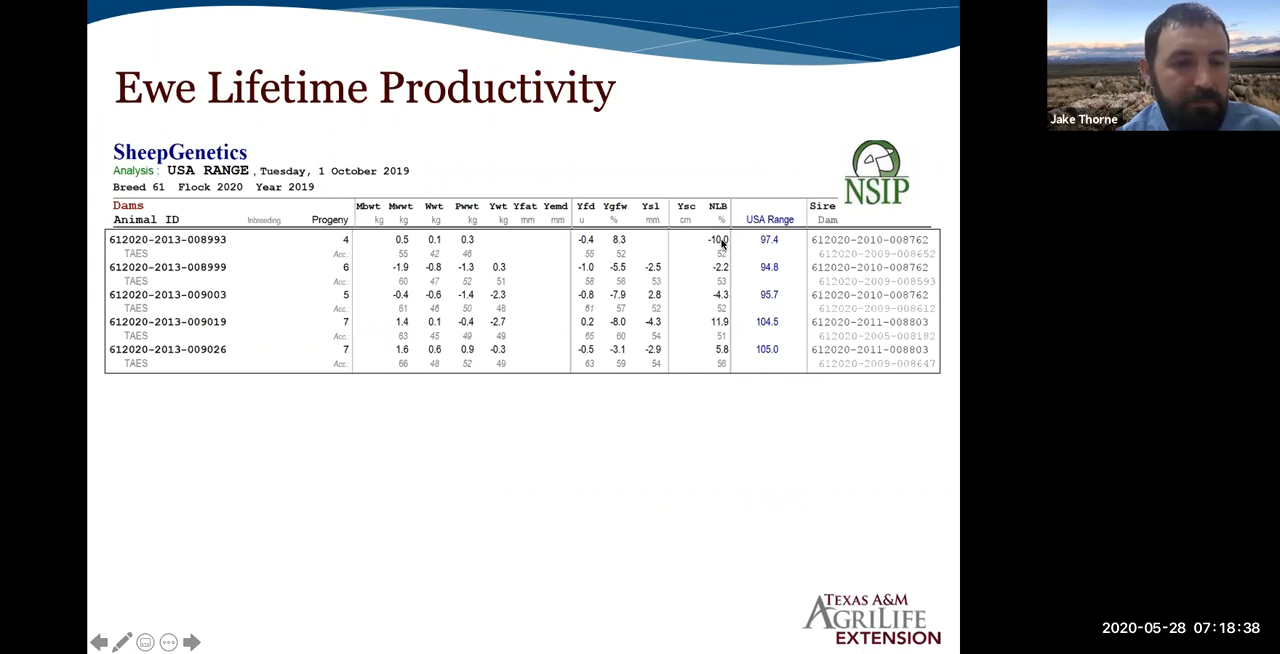 Ewe Lifetime Productivity
Jake Thorne
SheepGenetics
Analysis : USA RANGE , Tuesday, 1 October 2019
Breed 61 Flock 2020 Year 2019
NSIP
Dams Mbwt Mwwt Wwt Pwwt Ywt Yfat Yemd Yfd Ygfw Ysl Ysc NLB Sire
Animal ID Inbreeding Progeny kg kg kg kg kg mm mm u % mm cm % USA Range Dam
612020-2013-008993 4 0.5 0.1 0.3 -0.4 8.3 -10.0 97.4 612020-2010-008762
TAES Acc. 55 42 46 55 52 52 612020-2009-008652
612020-2013-008999 6 -1.9 -0.8 -1.3 0.3 -1.0 -5.5 -2.5 -2.2 94.8 612020-2010-008762
TAES Acc. 60 47 52 51 58 56 53 53 612020-2009-008593
612020-2013-009003 5 -0.4 -0.6 -1.4 -2.3 -0.8 -7.9 2.8 -4.3 95.7 612020-2010-008762
TAES Acc. 61 46 50 48 61 57 52 52 612020-2009-008612
612020-2013-009019 7 1.4 0.1 -0.4 -2.7 0.2 -8.0 -4.3 11.9 104.5 612020-2011-008803
TAES Acc. 63 45 49 49 65 60 54 51 612020-2005-008182
612020-2013-009026 7 1.6 0.6 0.9 -0.3 -0.5 -3.1 -2.9 5.8 105.0 612020-2011-008803
TAES Acc. 66 48 52 49 63 59 54 56 612020-2009-008647
TEXAS A&M
AGRILIFE
EXTENSION
2020-05-28 07:18:38